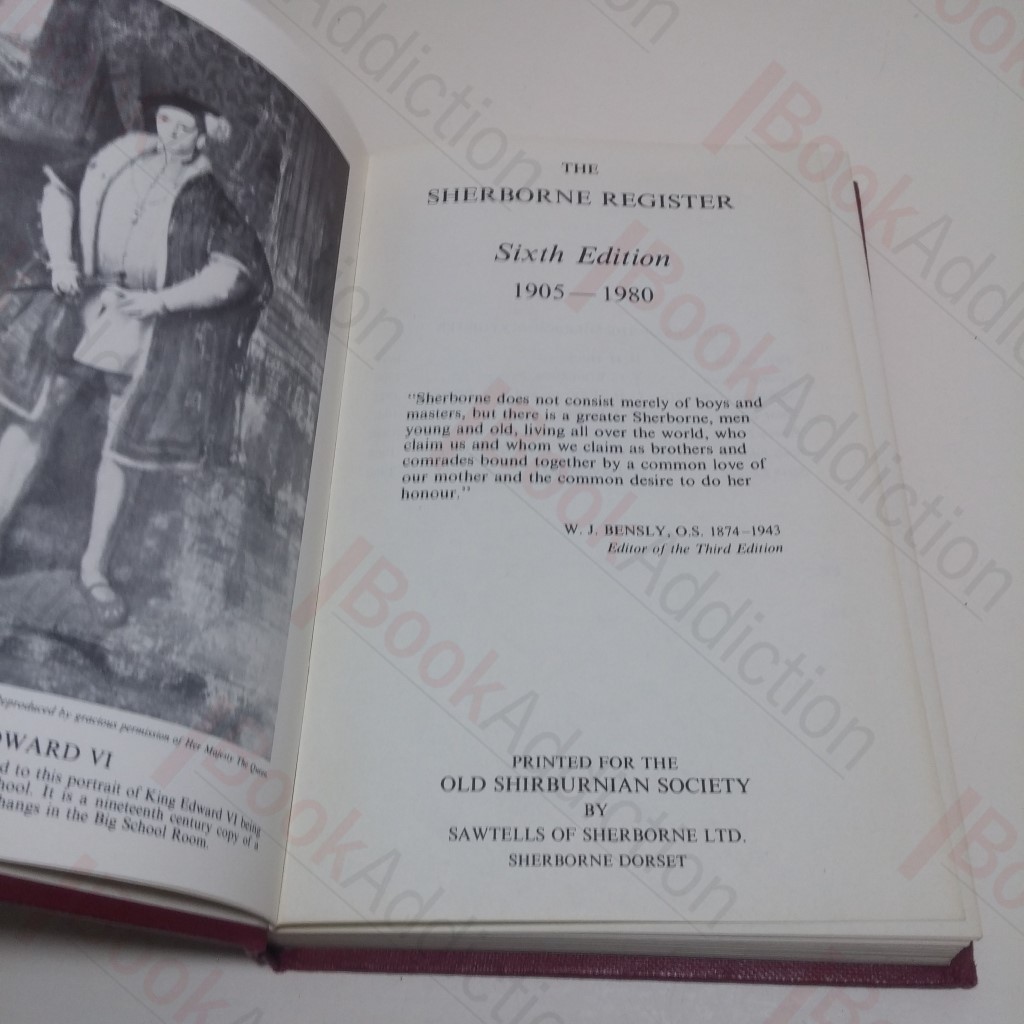 Reproduced by gracious permission of Her Majesty The Queen
EDWARD VI
d to this portrait of King Edward VI being
hool. It is a nineteenth century copy of a
hangs in the Big School Room.
THE
SHERBORNE REGISTER
Sixth Edition
1905 — 1980
"Sherborne does not consist merely of boys and
masters, but there is a greater Sherborne, men
young and old, living all over the world, who
claim us and whom we claim as brothers and
comrades bound together by a common love of
our mother and the common desire to do her
honour."
W. J. BENSLY, O.S. 1874–1943
Editor of the Third Edition
PRINTED FOR THE
OLD SHIRBURNIAN SOCIETY
BY
SAWTELLS OF SHERBORNE LTD.
SHERBORNE DORSET
BookAddiction